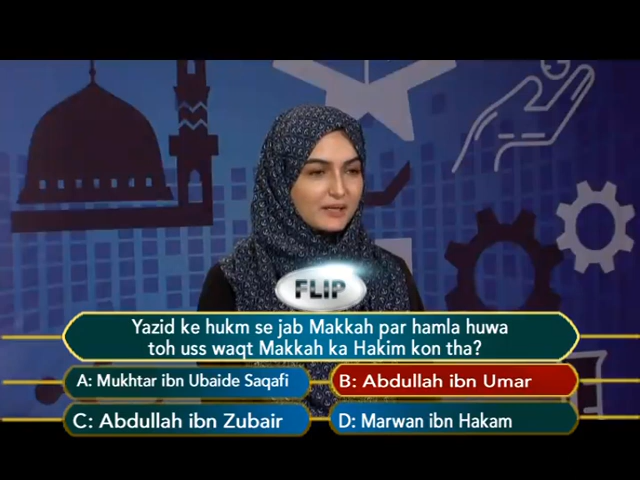 FLIP
Yazid ke hukm se jab Makkah par hamla huwa
toh uss waqt Makkah ka Hakim kon tha?
A: Mukhtar ibn Ubaide Saqafi
B: Abdullah ibn Umar
C: Abdullah ibn Zubair
D: Marwan ibn Hakam